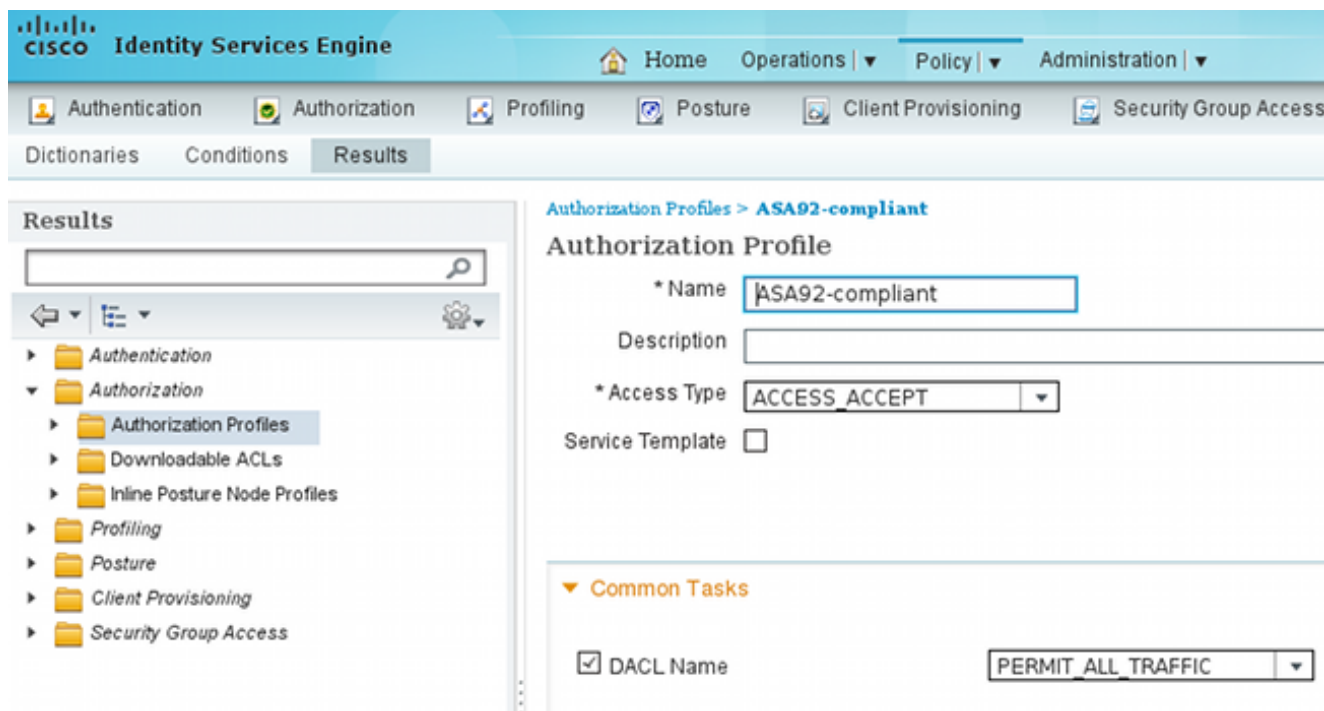 CISCO Identity Services Engine
Home Operations Policy Administration
Authentication Authorization Profiling Posture Client Provisioning Security Group Access
Dictionaries Conditions Results
Results
Authentication
Authorization
Authorization Profiles
Downloadable ACLs
Inline Posture Node Profiles
Profiling
Posture
Client Provisioning
Security Group Access
Authorization Profiles > ASA92-compliant
Authorization Profile
* Name ASA92-compliant
Description
* Access Type ACCESS_ACCEPT
Service Template
Common Tasks
DACL Name PERMIT_ALL_TRAFFIC